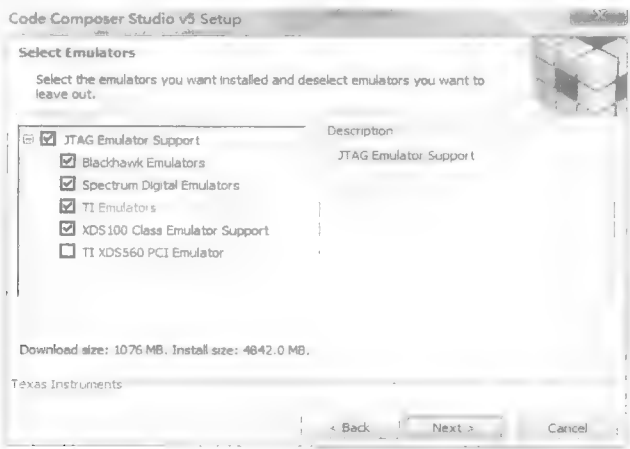 Code Composer Studio v5 Setup
Select Emulators
Select the emulators you want installed and deselect emulators you want to
leave out.
JTAG Emulator Support
Blackhawk Emulators
Spectrum Digital Emulators
TI Emulators
XDS100 Class Emulator Support
TI XDS560 PCI Emulator
Description
JTAG Emulator Support
Download size: 1076 MB. Install size: 4842.0 MB.
Texas Instruments
< Back
Next >
Cancel